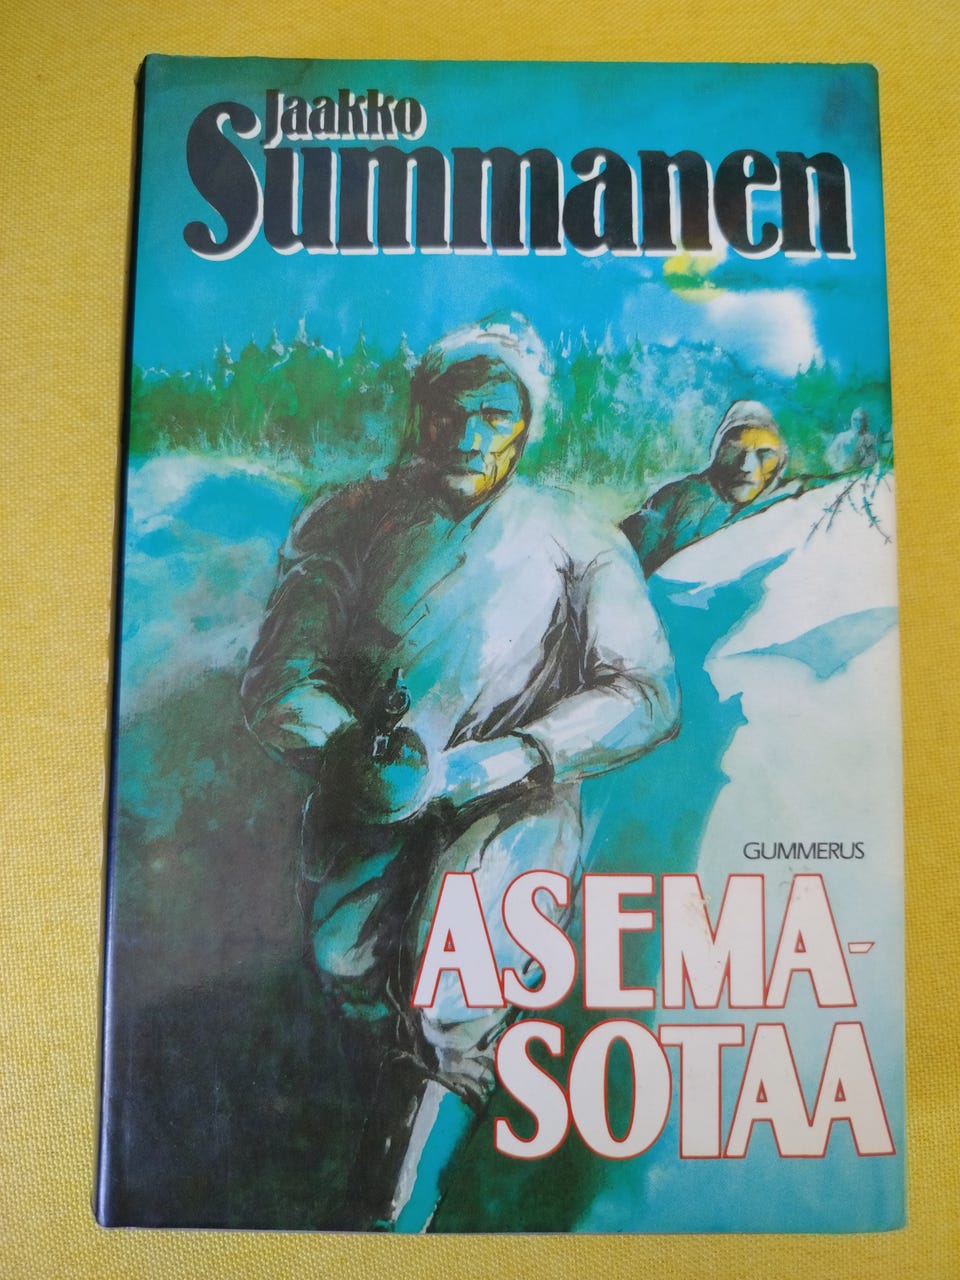 Jaakko
Summanen
GUMMERUS
ASEMA-
SOTAA